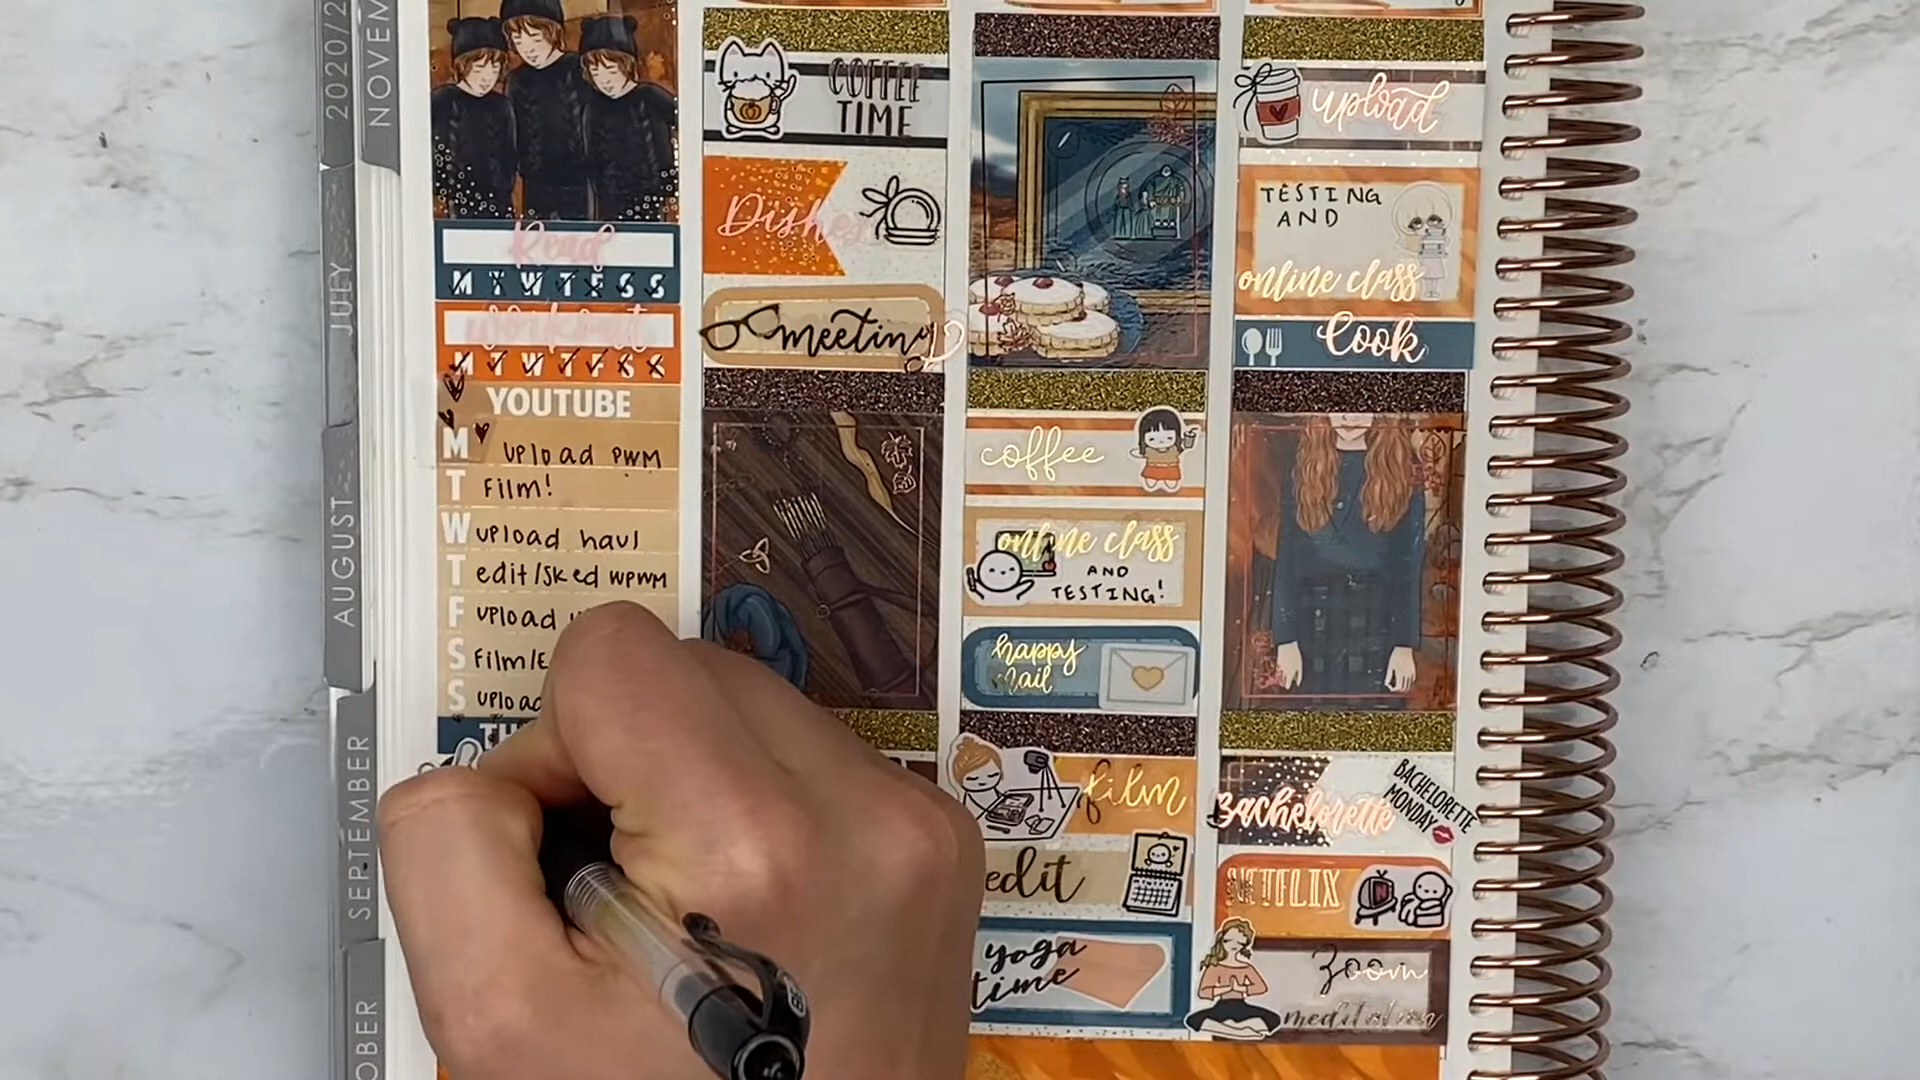 2020/2
NOVEM
JULY
AUGUST
SEPTEMBER
OBER
Read
M T W T F S S
workout
M T W T F S S
YOUTUBE
M upload PWM
T Film!
W upload haul
T edit/sked WPWM
F upload
S Film/E
S upload
COFFEE
TIME
Dishes
meeting
coffee
online class
AND
TESTING!
happy
mail
film
edit
yoga
time
upload
TESTING
AND
online class
Cook
Bachelorette
BACHELORETTE
MONDAY
NETFLIX
Zoom
meditation